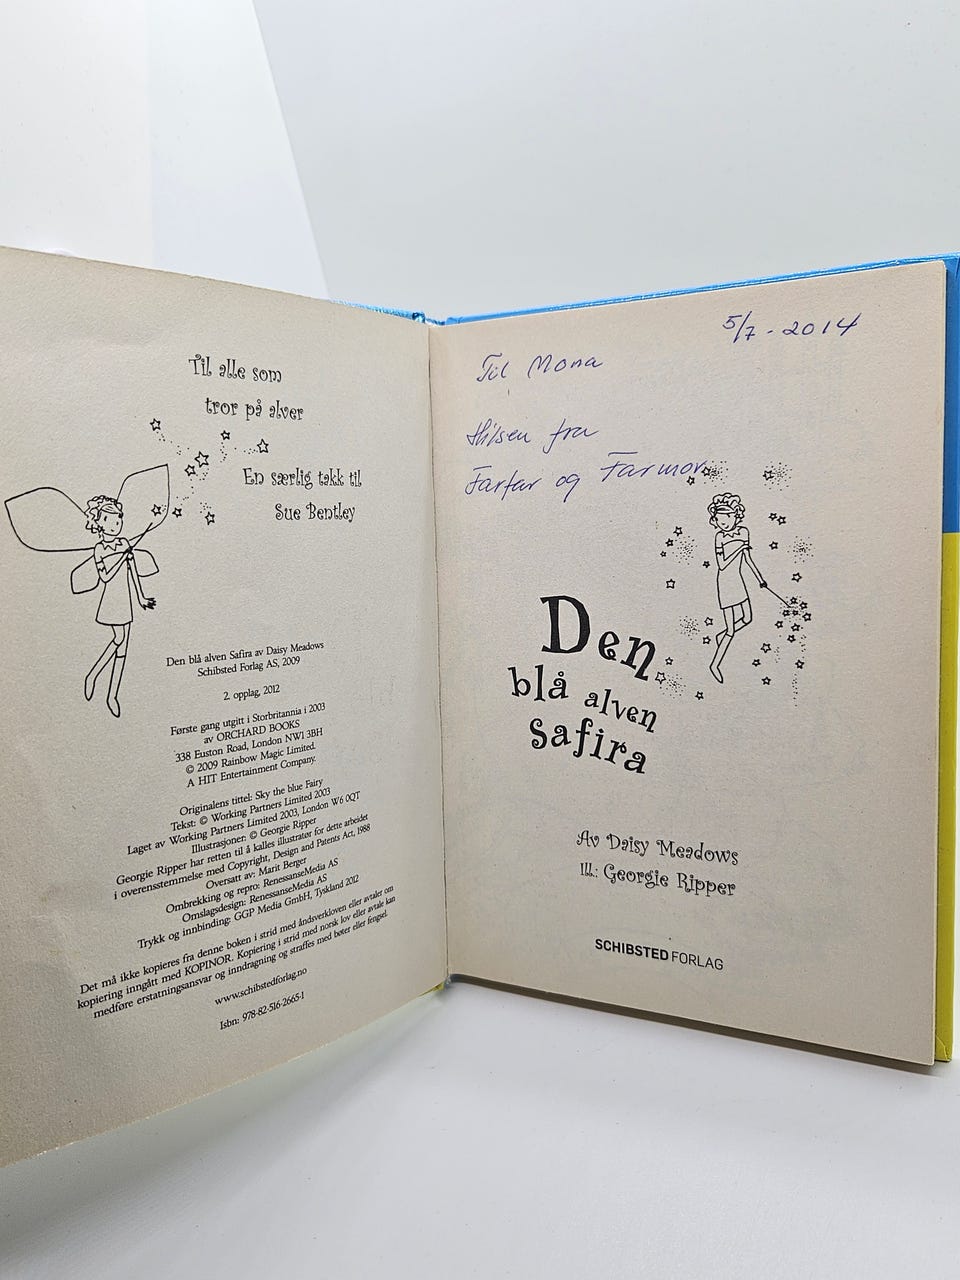 Til alle som
tror på alver
En særlig takk til
Sue Bentley
Den blå alven Safira av Daisy Meadows
Schibsted Forlag AS, 2009
2. opplag, 2012
Første gang utgitt i Storbritannia i 2003
av ORCHARD BOOKS
338 Euston Road, London NW1 3BH
© 2009 Rainbow Magic Limited.
A HIT Entertainment Company.
Originalens tittel: Sky the blue Fairy
Tekst: © Working Partners Limited 2003
Laget av Working Partners Limited 2003, London W6 0QT
Illustrasjoner: © Georgie Ripper
Georgie Ripper har retten til å kalles illustratør for dette arbeidet
i overensstemmelse med Copyright, Design and Patents Act, 1988
Oversatt av: Marit Berger
Ombrekking og repro: RenessanseMedia AS
Omslagsdesign: RenessanseMedia AS
Trykk og innbinding: GGP Media GmbH, Tyskland 2012
Det må ikke kopieres fra denne boken i strid med åndsverkloven eller avtaler om
kopiering inngått med KOPINOR. Kopiering i strid med norsk lov eller avtale kan
medføre erstatningsansvar og inndragning og straffes med bøter eller fengsel.
www.schibstedforlag.no
Isbn: 978-82-516-2665-1
5/7 - 2014
Til Mona
Hilsen fra
Farfar og Farmor
Den
blå alven
Safira
Av Daisy Meadows
Ill.: Georgie Ripper
SCHIBSTED FORLAG